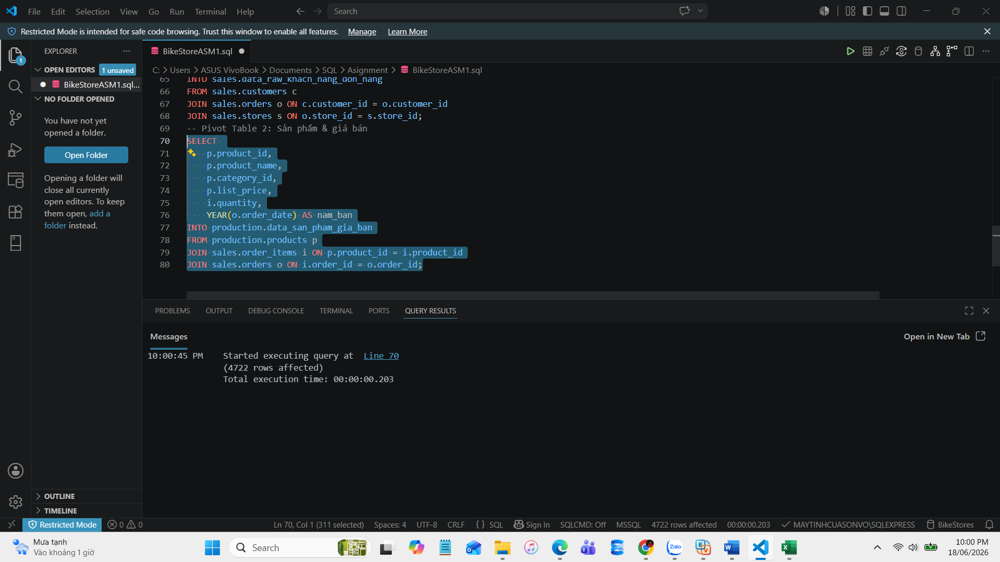 File Edit Selection View Go Run Terminal Help
Search
Restricted Mode is intended for safe code browsing. Trust this window to enable all features. Manage Learn More
EXPLORER
OPEN EDITORS 1 unsaved
BikeStoreASM1.sql...
NO FOLDER OPENED
You have not yet
opened a folder.
Open Folder
Opening a folder will
close all currently
open editors. To keep
them open, add a
folder instead.
OUTLINE
TIMELINE
BikeStoreASM1.sql
C: > Users > ASUS VivoBook > Documents > SQL > Asignment > BikeStoreASM1.sql
65 INTO sales.data_raw_khach_hang_don_hang
66 FROM sales.customers c
67 JOIN sales.orders o ON c.customer_id = o.customer_id
68 JOIN sales.stores s ON o.store_id = s.store_id;
69 -- Pivot Table 2: Sản phẩm & giá bán
70 SELECT
71 p.product_id,
72 p.product_name,
73 p.category_id,
74 p.list_price,
75 i.quantity,
76 YEAR(o.order_date) AS nam_ban
77 INTO production.data_san_pham_gia_ban
78 FROM production.products p
79 JOIN sales.order_items i ON p.product_id = i.product_id
80 JOIN sales.orders o ON i.order_id = o.order_id;
PROBLEMS OUTPUT DEBUG CONSOLE TERMINAL PORTS QUERY RESULTS
Messages
Open in New Tab
10:00:45 PM Started executing query at Line 70
(4722 rows affected)
Total execution time: 00:00:00.203
Restricted Mode 0 0 Ln 70, Col 1 (311 selected) Spaces: 4 UTF-8 CRLF { } SQL Sign In SQLCMD: Off MSSQL 4722 rows affected 00:00:00.203 MAYTINHCUASONVO\SQLEXPRESS BikeStores
Mưa tạnh
Vào khoảng 1 giờ
Search
Zalo
10:00 PM
18/06/2026